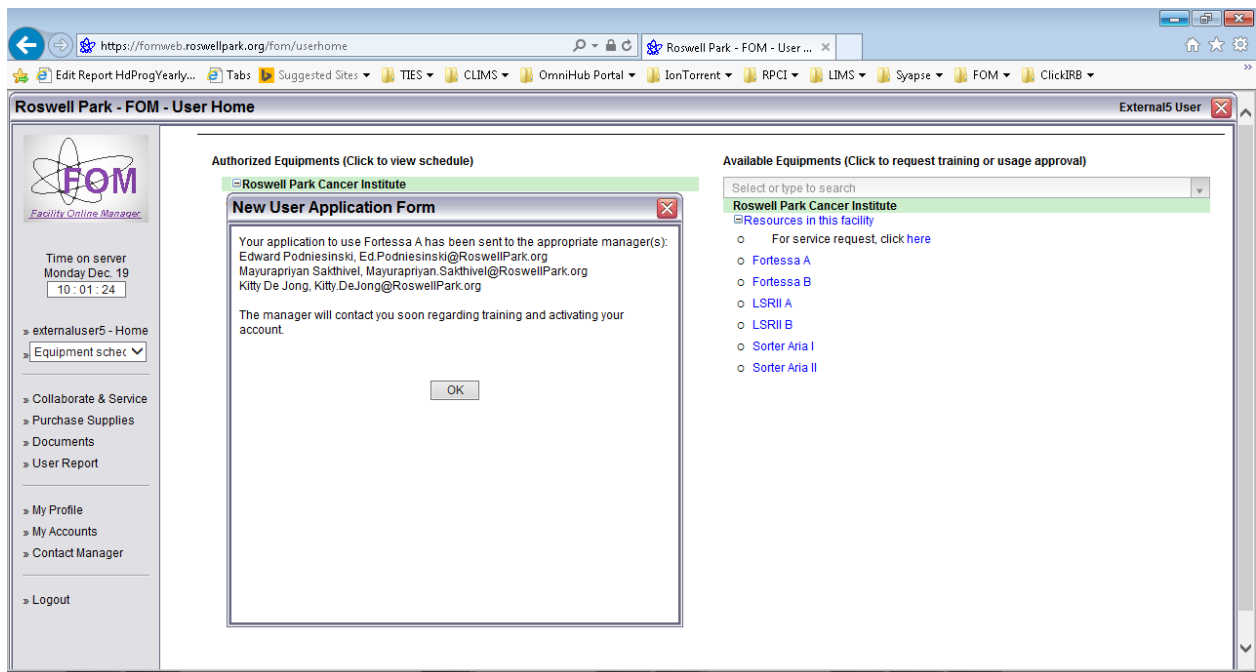 https://fomweb.roswellpark.org/fom/userhome
Roswell Park - FOM - User ...
Edit Report HdProgYearly... Tabs Suggested Sites TIES CLIMS OmniHub Portal IonTorrent RPCI LIMS Syapse FOM ClickIRB
Roswell Park - FOM - User Home
External5 User
FOM
Facility Online Manager
Time on server
Monday Dec. 19
10 : 01 : 24
» externaluser5 - Home
» Equipment schec
» Collaborate & Service
» Purchase Supplies
» Documents
» User Report
» My Profile
» My Accounts
» Contact Manager
» Logout
Authorized Equipments (Click to view schedule)
Roswell Park Cancer Institute
New User Application Form
Your application to use Fortessa A has been sent to the appropriate manager(s):
Edward Podniesinski, Ed.Podniesinski@RoswellPark.org
Mayurapriyan Sakthivel, Mayurapriyan.Sakthivel@RoswellPark.org
Kitty De Jong, Kitty.DeJong@RoswellPark.org
The manager will contact you soon regarding training and activating your
account.
OK
Available Equipments (Click to request training or usage approval)
Select or type to search
Roswell Park Cancer Institute
Resources in this facility
For service request, click here
Fortessa A
Fortessa B
LSRII A
LSRII B
Sorter Aria I
Sorter Aria II